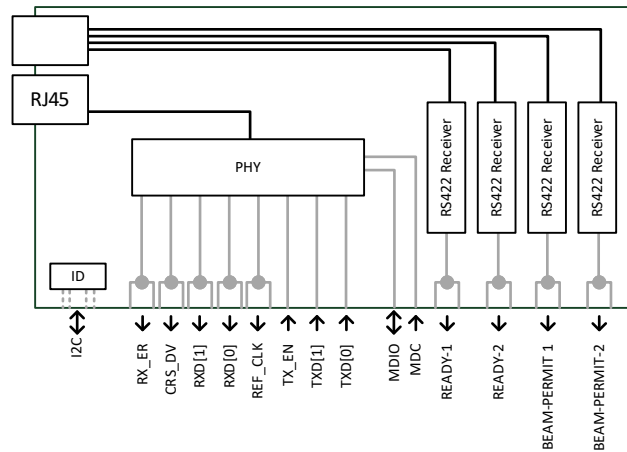 RJ45
PHY
RS422 Receiver
RS422 Receiver
RS422 Receiver
RS422 Receiver
ID
I2C
RX_ER
CRS_DV
RXD[1]
RXD[0]
REF_CLK
TX_EN
TXD[1]
TXD[0]
MDIO
MDC
READY-1
READY-2
BEAM-PERMIT 1
BEAM-PERMIT-2